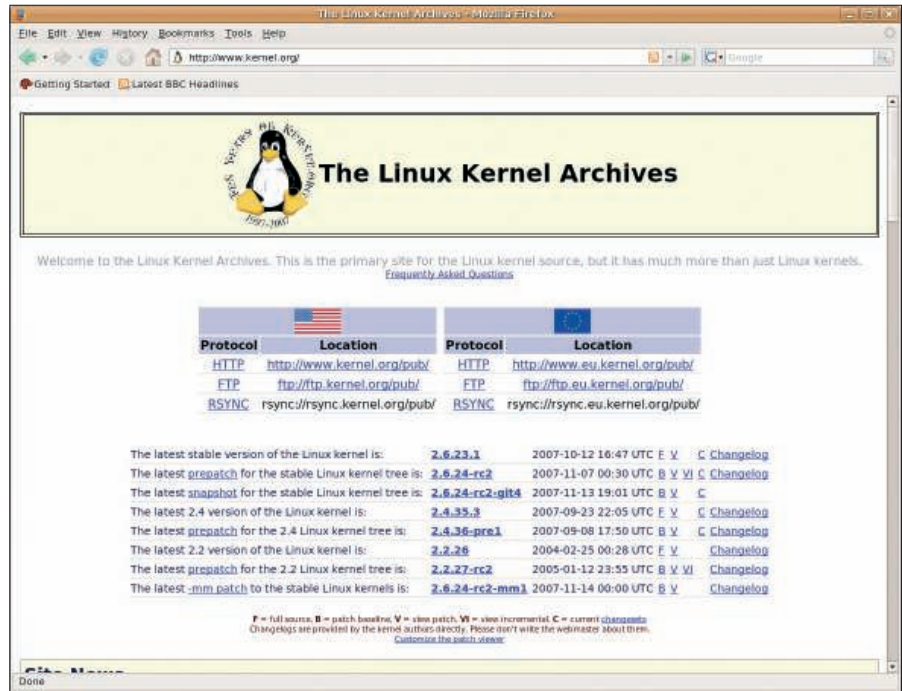 The Linux Kernel Archives - Mozilla Firefox
File Edit View History Bookmarks Tools Help
http://www.kernel.org/
Google
Getting Started Latest BBC Headlines
TEN YEARS OF KERNEL.ORG
1997-2007
The Linux Kernel Archives
Welcome to the Linux Kernel Archives. This is the primary site for the Linux kernel source, but it has much more than just Linux kernels.
Frequently Asked Questions
Protocol Location Protocol Location
HTTP http://www.kernel.org/pub/ HTTP http://www.eu.kernel.org/pub/
FTP ftp://ftp.kernel.org/pub/ FTP ftp://ftp.eu.kernel.org/pub/
RSYNC rsync://rsync.kernel.org/pub/ RSYNC rsync://rsync.eu.kernel.org/pub/
The latest stable version of the Linux kernel is: 2.6.23.1 2007-10-12 16:47 UTC F V C Changelog
The latest prepatch for the stable Linux kernel tree is: 2.6.24-rc2 2007-11-07 00:30 UTC B V VI C Changelog
The latest snapshot for the stable Linux kernel tree is: 2.6.24-rc2-git4 2007-11-13 19:01 UTC B V C
The latest 2.4 version of the Linux kernel is: 2.4.35.3 2007-09-23 22:05 UTC F V C Changelog
The latest prepatch for the 2.4 Linux kernel tree is: 2.4.36-pre1 2007-09-08 17:50 UTC B V C Changelog
The latest 2.2 version of the Linux kernel is: 2.2.26 2004-02-25 00:28 UTC F V Changelog
The latest prepatch for the 2.2 Linux kernel tree is: 2.2.27-rc2 2005-01-12 23:55 UTC B V VI Changelog
The latest -mm patch to the stable Linux kernels is: 2.6.24-rc2-mm1 2007-11-14 00:00 UTC B V Changelog
F = full source, B = patch baseline, V = view patch, VI = view incremental, C = current changesets
Changelogs are provided by the kernel authors directly. Please don't write the webmaster about them.
Customize the patch viewer
Site News
Done